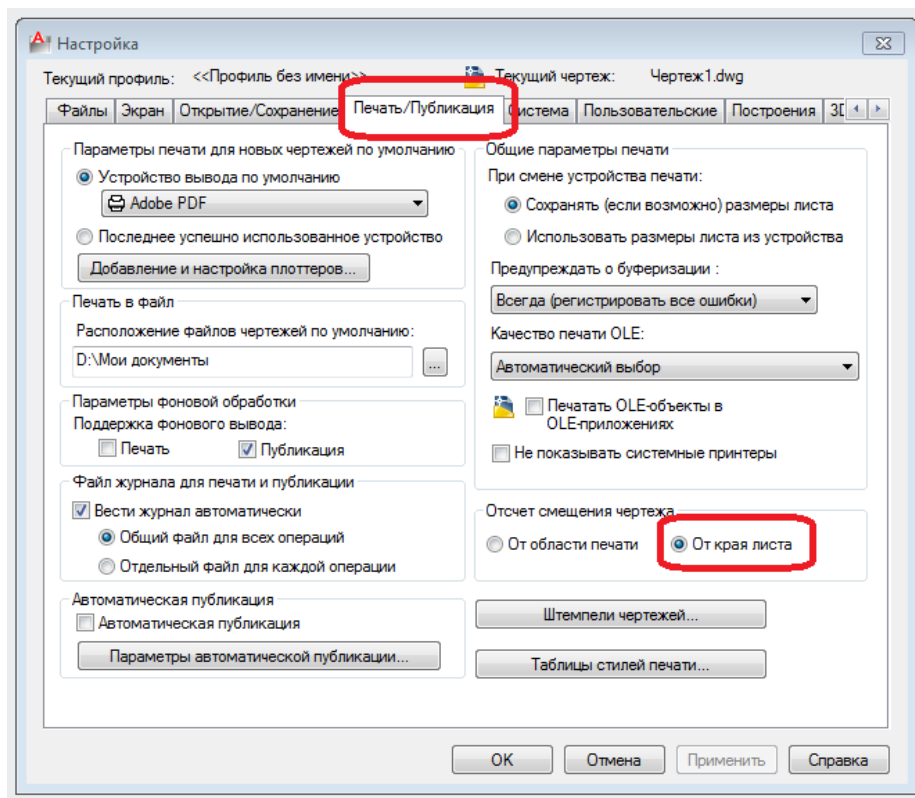 Настройка
Текущий профиль: <<Профиль без имени>> Текущий чертеж: Чертеж1.dwg
Файлы Экран Открытие/Сохранение Печать/Публикация Система Пользовательские Построения 3D
Параметры печати для новых чертежей по умолчанию
Устройство вывода по умолчанию
Adobe PDF
Последнее успешно использованное устройство
Добавление и настройка плоттеров...
Печать в файл
Расположение файлов чертежей по умолчанию:
D:\Мои документы
...
Параметры фоновой обработки
Поддержка фонового вывода:
Печать Публикация
Файл журнала для печати и публикации
Вести журнал автоматически
Общий файл для всех операций
Отдельный файл для каждой операции
Автоматическая публикация
Автоматическая публикация
Параметры автоматической публикации...
Общие параметры печати
При смене устройства печати:
Сохранять (если возможно) размеры листа
Использовать размеры листа из устройства
Предупреждать о буферизации :
Всегда (регистрировать все ошибки)
Качество печати OLE:
Автоматический выбор
Печатать OLE-объекты в
OLE-приложениях
Не показывать системные принтеры
Отсчет смещения чертежа
От области печати От края листа
Штемпели чертежей...
Таблицы стилей печати...
OK Отмена Применить Справка